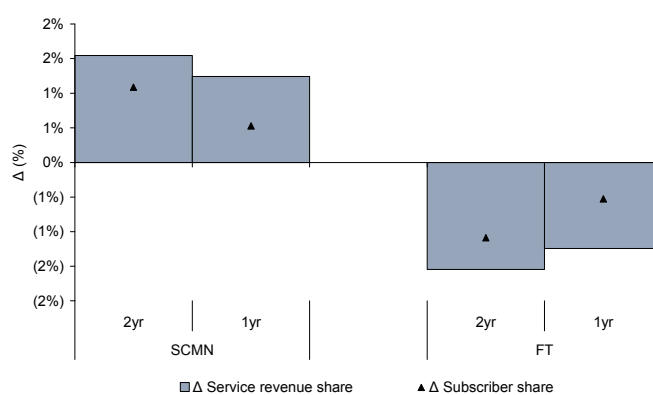 2%
2%
1%
1%
0%
(1%)
(1%)
(2%)
(2%)
Δ (%)
2yr 1yr 2yr 1yr
SCMN FT
Δ Service revenue share Δ Subscriber share